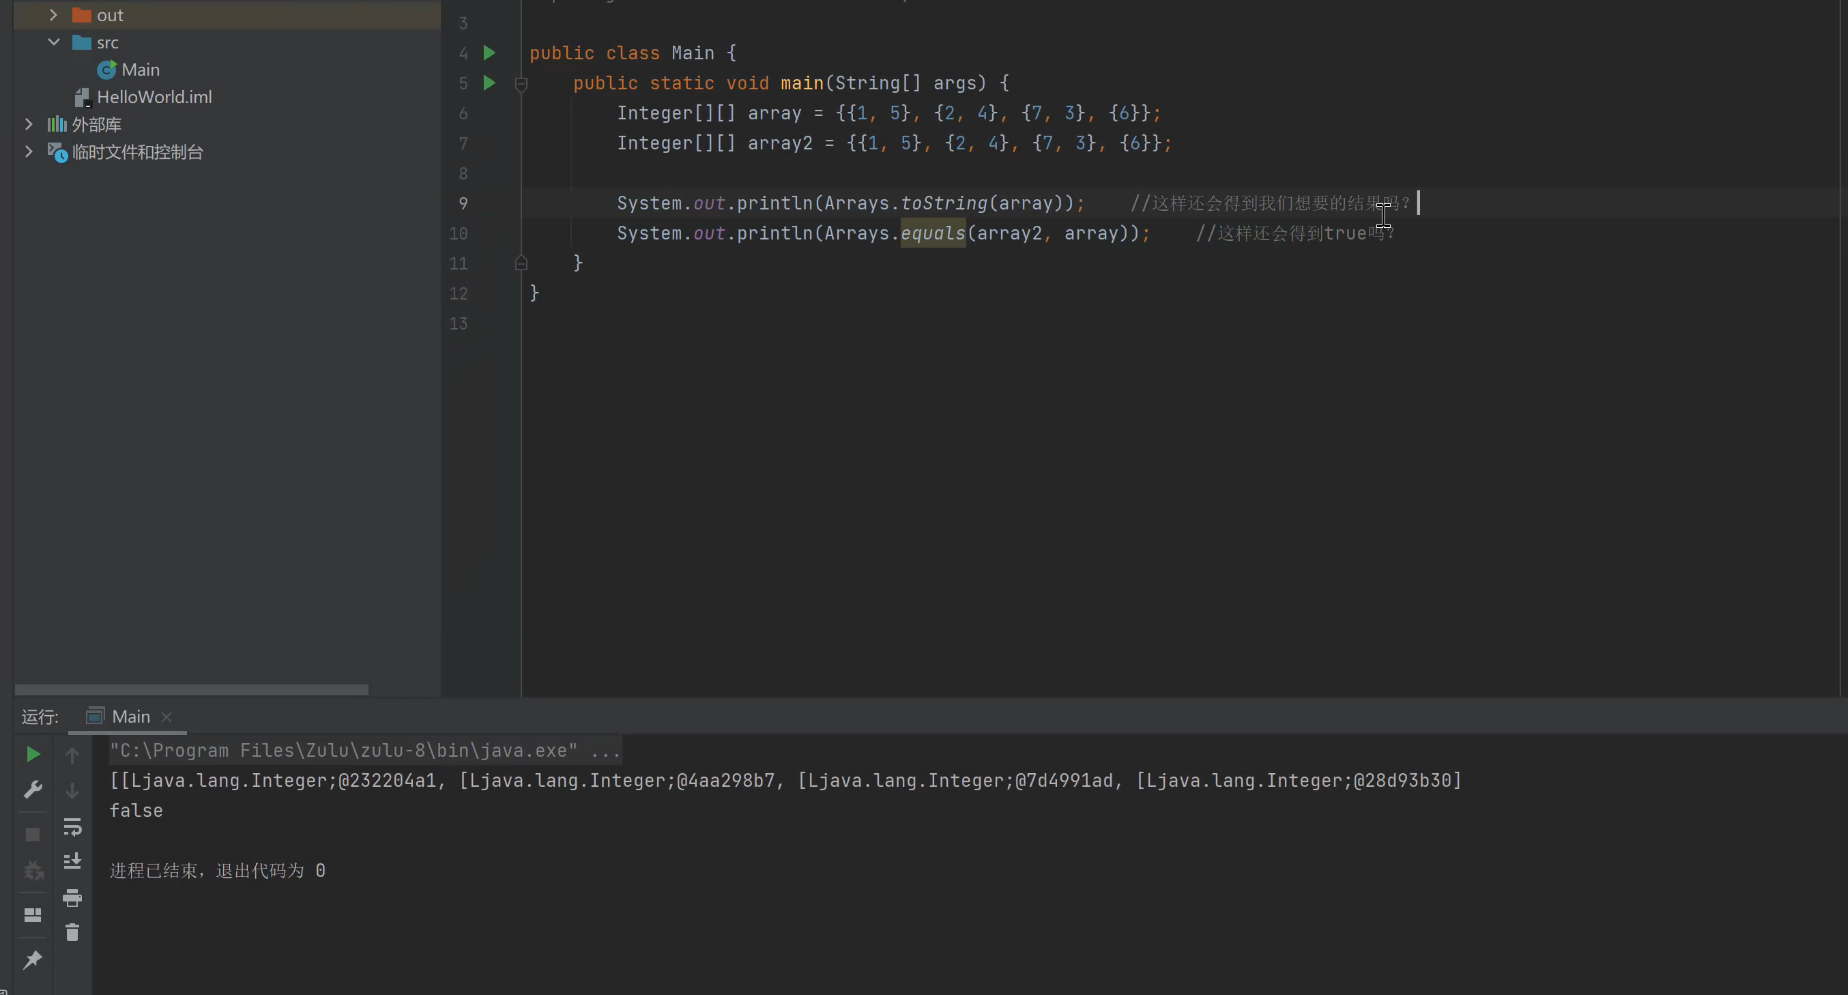 out
src
Main
HelloWorld.iml
外部库
临时文件和控制台
3
4 public class Main {
5 public static void main(String[] args) {
6 Integer[][] array = {{1, 5}, {2, 4}, {7, 3}, {6}};
7 Integer[][] array2 = {{1, 5}, {2, 4}, {7, 3}, {6}};
8
9 System.out.println(Arrays.toString(array)); //这样还会得到我们想要的结果吗？
10 System.out.println(Arrays.equals(array2, array)); //这样还会得到true吗？
11 }
12 }
13
运行: Main
"C:\Program Files\Zulu\zulu-8\bin\java.exe" ...
[[Ljava.lang.Integer;@232204a1, [Ljava.lang.Integer;@4aa298b7, [Ljava.lang.Integer;@7d4991ad, [Ljava.lang.Integer;@28d93b30]
false
进程已结束，退出代码为 0